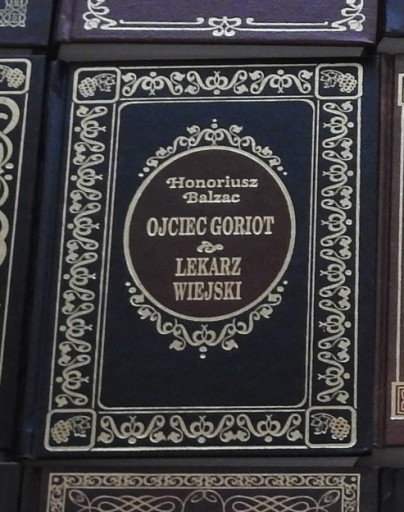 Honoriusz
Balzac
OJCIEC GORIOT
LEKARZ
WIEJSKI